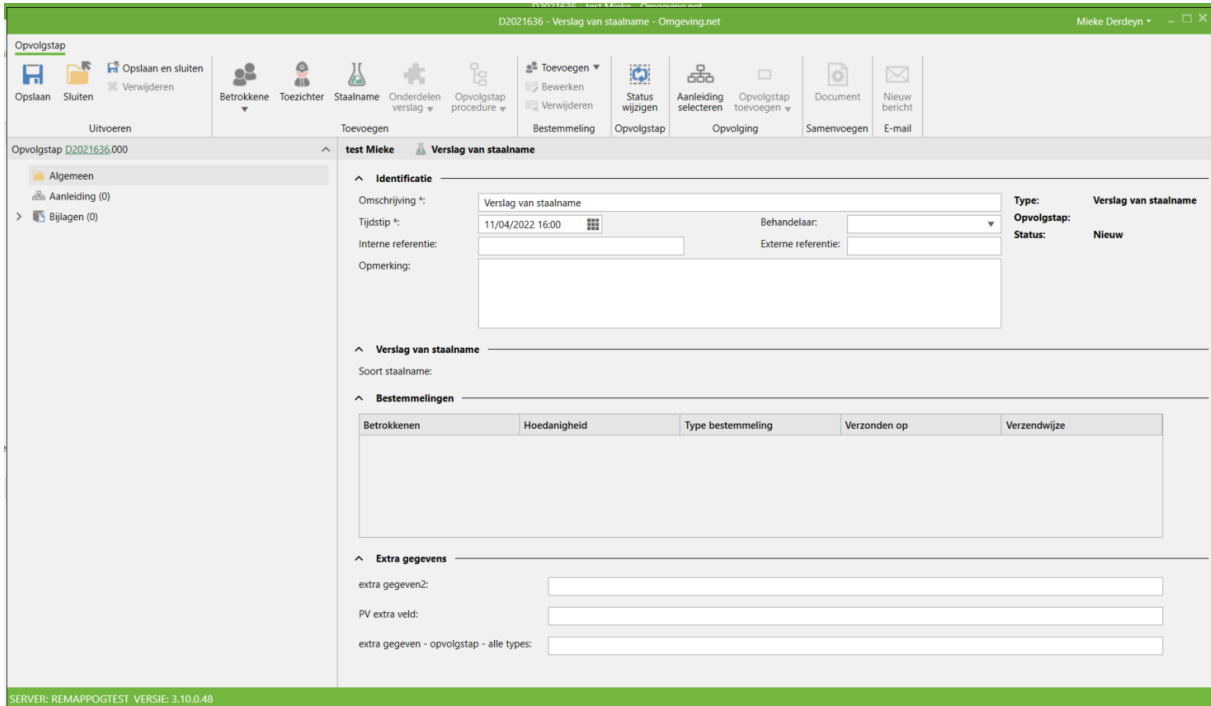 D2021636 - test Mieke - Omgeving.net
D2021636 - Verslag van staalname - Omgeving.net
Mieke Derdeyn
Opvolgstap
Opslaan
Sluiten
Opslaan en sluiten
Verwijderen
Uitvoeren
Betrokkene
Toezichter
Staalname
Onderdelen verslag
Opvolgstap procedure
Toevoegen
Toevoegen
Bewerken
Verwijderen
Bestemmeling
Status wijzigen
Opvolgstap
Aanleiding selecteren
Opvolgstap toevoegen
Opvolging
Document
Samenvoegen
Nieuw bericht
E-mail
Opvolgstap D2021636.000
Algemeen
Aanleiding (0)
Bijlagen (0)
test Mieke Verslag van staalname
Identificatie
Omschrijving *: Verslag van staalname
Tijdstip *: 11/04/2022 16:00 Behandelaar:
Interne referentie: Externe referentie:
Opmerking:
Type: Verslag van staalname
Opvolgstap:
Status: Nieuw
Verslag van staalname
Soort staalname:
Bestemmelingen
Betrokkenen Hoedanigheid Type bestemmeling Verzonden op Verzendwijze
Extra gegevens
extra gegeven2:
PV extra veld:
extra gegeven - opvolgstap - alle types:
SERVER: REMAPPOGTEST VERSIE: 3.10.0.48